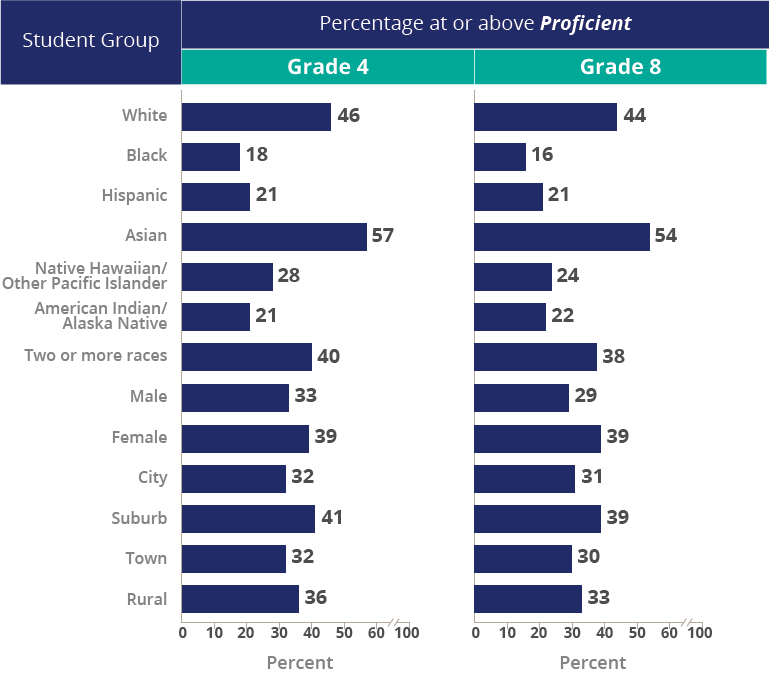 Student Group
Percentage at or above Proficient
Grade 4
Grade 8
White 46 44
Black 18 16
Hispanic 21 21
Asian 57 54
Native Hawaiian/
Other Pacific Islander 28 24
American Indian/
Alaska Native 21 22
Two or more races 40 38
Male 33 29
Female 39 39
City 32 31
Suburb 41 39
Town 32 30
Rural 36 33
0 10 20 30 40 50 60 100 0 10 20 30 40 50 60 100
Percent Percent